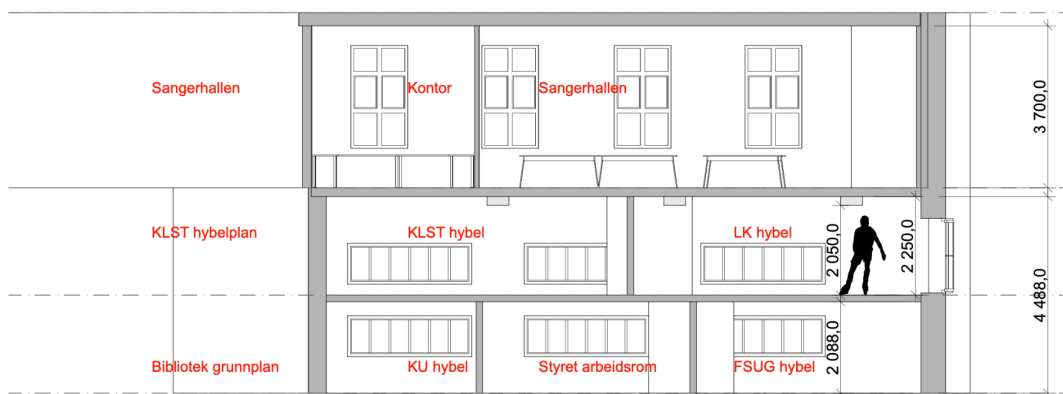 Sangerhallen
Kontor
Sangerhallen
3 700,0
KLST hybelplan
KLST hybel
LK hybel
2 050,0
2 250,0
4 488,0
Bibliotek grunnplan
KU hybel
Styret arbeidsrom
FSUG hybel
2 088,0